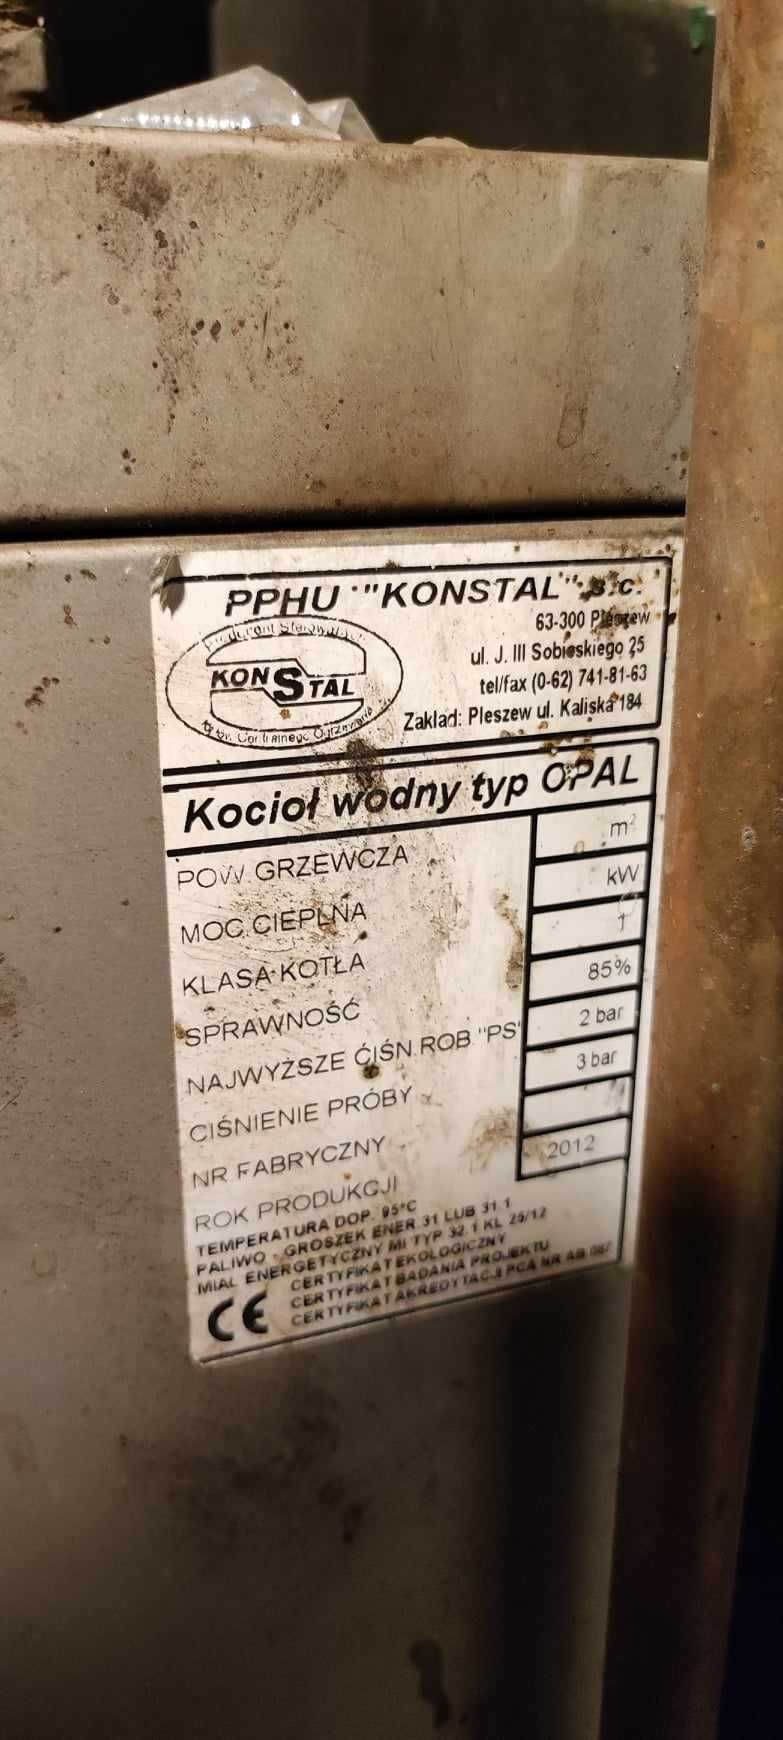 PPHU "KONSTAL" s.c.
63-300 Pleszew
ul. J. III Sobieskiego 25
tel/fax (0-62) 741-81-63
Zakład: Pleszew ul. Kaliska 184
KONSTAL
Kocioł wodny typ OPAL
POW. GRZEWCZA m²
MOC CIEPLNA kW
KLASA KOTŁA 1
SPRAWNOŚĆ 85%
NAJWYŻSZE CIŚN. ROB "PS" 2 bar
CIŚNIENIE PRÓBY 3 bar
NR FABRYCZNY
ROK PRODUKCJI 2012
TEMPERATURA DOP. 95°C
PALIWO - GROSZEK ENER. 31 LUB 31.1
MIAŁ ENERGETYCZNY MI TYP 32.1 KL 25/12
CERTYFIKAT EKOLOGICZNY
CERTYFIKAT BADANIA PROJEKTU
CERTYFIKAT AKREDYTACJI PCA NR AB 087
CE